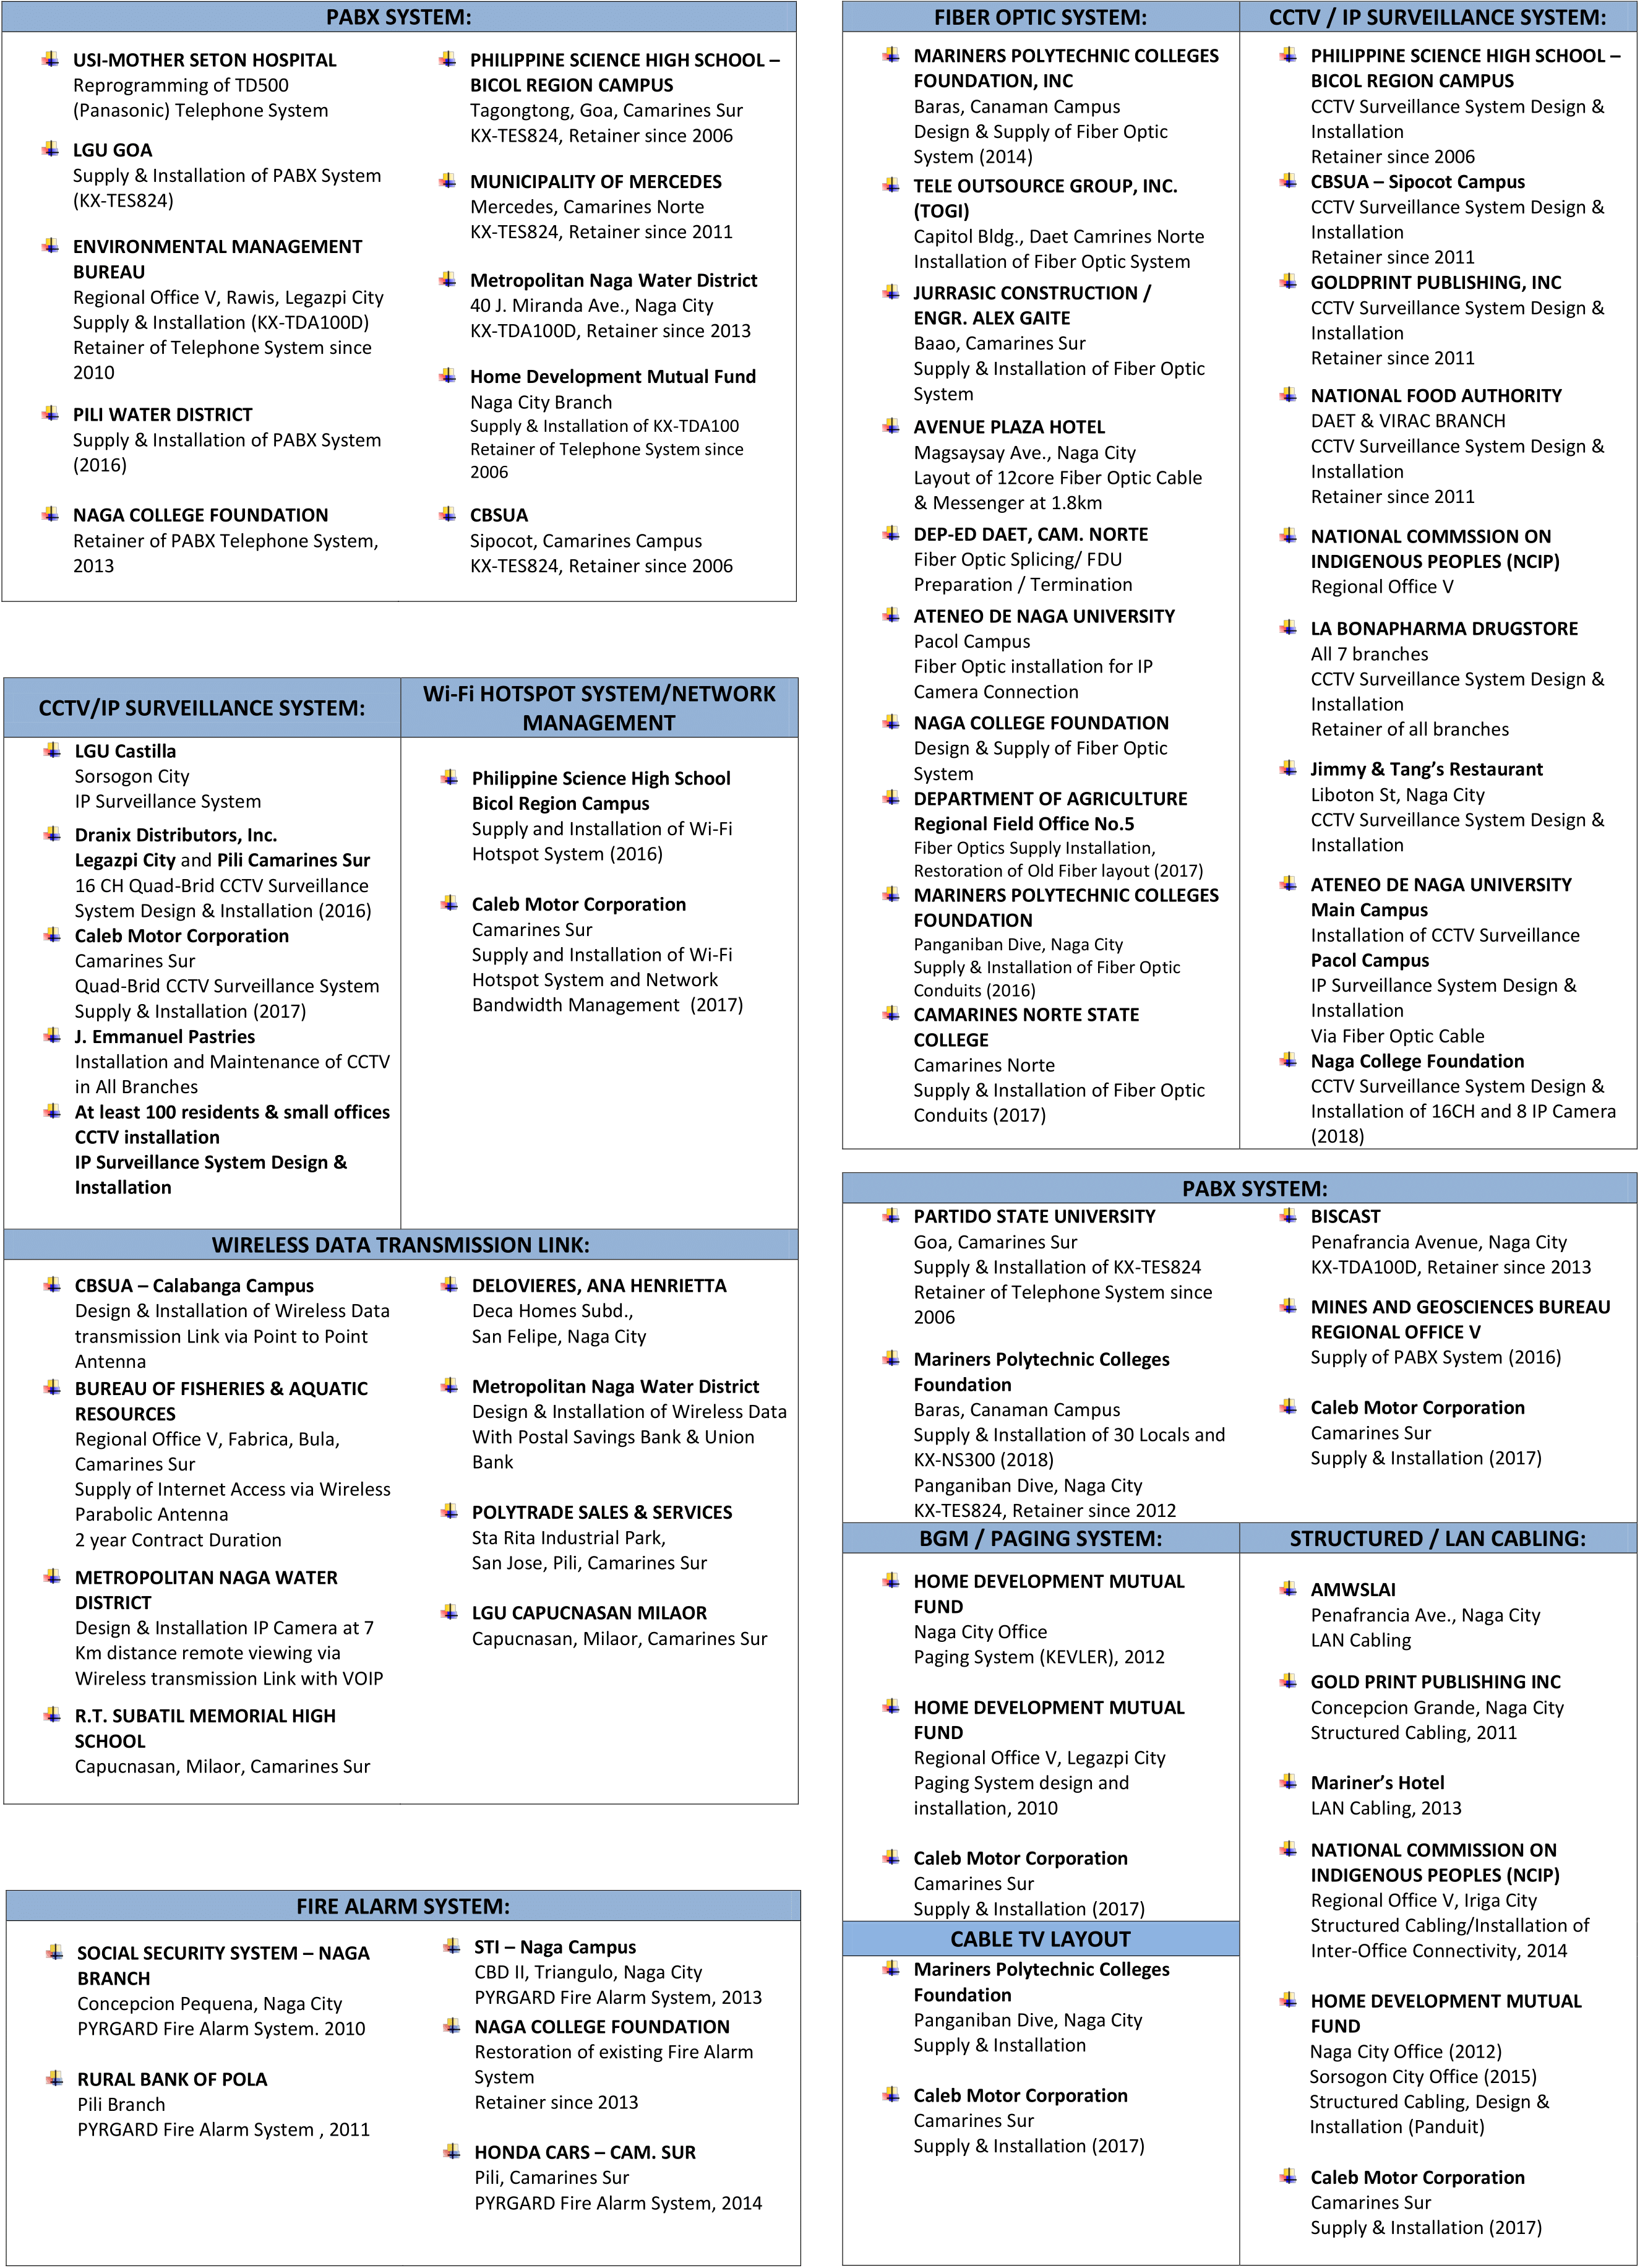 PABX SYSTEM:
USI-MOTHER SETON HOSPITAL
Reprogramming of TD500
(Panasonic) Telephone System
LGU GOA
Supply & Installation of PABX System
(KX-TES824)
ENVIRONMENTAL MANAGEMENT
BUREAU
Regional Office V, Rawis, Legazpi City
Supply & Installation (KX-TDA100D)
Retainer of Telephone System since
2010
PILI WATER DISTRICT
Supply & Installation of PABX System
(2016)
NAGA COLLEGE FOUNDATION
Retainer of PABX Telephone System,
2013
PHILIPPINE SCIENCE HIGH SCHOOL –
BICOL REGION CAMPUS
Tagongtong, Goa, Camarines Sur
KX-TES824, Retainer since 2006
MUNICIPALITY OF MERCEDES
Mercedes, Camarines Norte
KX-TES824, Retainer since 2011
Metropolitan Naga Water District
40 J. Miranda Ave., Naga City
KX-TDA100D, Retainer since 2013
Home Development Mutual Fund
Naga City Branch
Supply & Installation of KX-TDA100
Retainer of Telephone System since
2006
CBSUA
Sipocot, Camarines Campus
KX-TES824, Retainer since 2006
CCTV/IP SURVEILLANCE SYSTEM:
LGU Castilla
Sorsogon City
IP Surveillance System
Dranix Distributors, Inc.
Legazpi City and Pili Camarines Sur
16 CH Quad-Brid CCTV Surveillance
System Design & Installation (2016)
Caleb Motor Corporation
Camarines Sur
Quad-Brid CCTV Surveillance System
Supply & Installation (2017)
J. Emmanuel Pastries
Installation and Maintenance of CCTV
in All Branches
At least 100 residents & small offices
CCTV installation
IP Surveillance System Design &
Installation
Wi-Fi HOTSPOT SYSTEM/NETWORK
MANAGEMENT
Philippine Science High School
Bicol Region Campus
Supply and Installation of Wi-Fi
Hotspot System (2016)
Caleb Motor Corporation
Camarines Sur
Supply and Installation of Wi-Fi
Hotspot System and Network
Bandwidth Management  (2017)
WIRELESS DATA TRANSMISSION LINK:
CBSUA – Calabanga Campus
Design & Installation of Wireless Data
transmission Link via Point to Point
Antenna
BUREAU OF FISHERIES & AQUATIC
RESOURCES
Regional Office V, Fabrica, Bula,
Camarines Sur
Supply of Internet Access via Wireless
Parabolic Antenna
2 year Contract Duration
METROPOLITAN NAGA WATER
DISTRICT
Design & Installation IP Camera at 7
Km distance remote viewing via
Wireless transmission Link with VOIP
R.T. SUBATIL MEMORIAL HIGH
SCHOOL
Capucnasan, Milaor, Camarines Sur
DELOVIERES, ANA HENRIETTA
Deca Homes Subd.,
San Felipe, Naga City
Metropolitan Naga Water District
Design & Installation of Wireless Data
With Postal Savings Bank & Union
Bank
POLYTRADE SALES & SERVICES
Sta Rita Industrial Park,
San Jose, Pili, Camarines Sur
LGU CAPUCNASAN MILAOR
Capucnasan, Milaor, Camarines Sur
FIRE ALARM SYSTEM:
SOCIAL SECURITY SYSTEM – NAGA
BRANCH
Concepcion Pequena, Naga City
PYRGARD Fire Alarm System. 2010
RURAL BANK OF POLA
Pili Branch
PYRGARD Fire Alarm System , 2011
STI – Naga Campus
CBD II, Triangulo, Naga City
PYRGARD Fire Alarm System, 2013
NAGA COLLEGE FOUNDATION
Restoration of existing Fire Alarm
System
Retainer since 2013
HONDA CARS – CAM. SUR
Pili, Camarines Sur
PYRGARD Fire Alarm System, 2014
FIBER OPTIC SYSTEM:
MARINERS POLYTECHNIC COLLEGES
FOUNDATION, INC
Baras, Canaman Campus
Design & Supply of Fiber Optic
System (2014)
TELE OUTSOURCE GROUP, INC.
(TOGI)
Capitol Bldg., Daet Camrines Norte
Installation of Fiber Optic System
JURRASIC CONSTRUCTION /
ENGR. ALEX GAITE
Baao, Camarines Sur
Supply & Installation of Fiber Optic
System
AVENUE PLAZA HOTEL
Magsaysay Ave., Naga City
Layout of 12core Fiber Optic Cable
& Messenger at 1.8km
DEP-ED DAET, CAM. NORTE
Fiber Optic Splicing/ FDU
Preparation / Termination
ATENEO DE NAGA UNIVERSITY
Pacol Campus
Fiber Optic installation for IP
Camera Connection
NAGA COLLEGE FOUNDATION
Design & Supply of Fiber Optic
System
DEPARTMENT OF AGRICULTURE
Regional Field Office No.5
Fiber Optics Supply Installation,
Restoration of Old Fiber layout (2017)
MARINERS POLYTECHNIC COLLEGES
FOUNDATION
Panganiban Dive, Naga City
Supply & Installation of Fiber Optic
Conduits (2016)
CAMARINES NORTE STATE
COLLEGE
Camarines Norte
Supply & Installation of Fiber Optic
Conduits (2017)
CCTV / IP SURVEILLANCE SYSTEM:
PHILIPPINE SCIENCE HIGH SCHOOL –
BICOL REGION CAMPUS
CCTV Surveillance System Design &
Installation
Retainer since 2006
CBSUA – Sipocot Campus
CCTV Surveillance System Design &
Installation
Retainer since 2011
GOLDPRINT PUBLISHING, INC
CCTV Surveillance System Design &
Installation
Retainer since 2011
NATIONAL FOOD AUTHORITY
DAET & VIRAC BRANCH
CCTV Surveillance System Design &
Installation
Retainer since 2011
NATIONAL COMMSSION ON
INDIGENOUS PEOPLES (NCIP)
Regional Office V
LA BONAPHARMA DRUGSTORE
All 7 branches
CCTV Surveillance System Design &
Installation
Retainer of all branches
Jimmy & Tang’s Restaurant
Liboton St, Naga City
CCTV Surveillance System Design &
Installation
ATENEO DE NAGA UNIVERSITY
Main Campus
Installation of CCTV Surveillance
Pacol Campus
IP Surveillance System Design &
Installation
Via Fiber Optic Cable
Naga College Foundation
CCTV Surveillance System Design &
Installation of 16CH and 8 IP Camera
(2018)
PABX SYSTEM:
PARTIDO STATE UNIVERSITY
Goa, Camarines Sur
Supply & Installation of KX-TES824
Retainer of Telephone System since
2006
Mariners Polytechnic Colleges
Foundation
Baras, Canaman Campus
Supply & Installation of 30 Locals and
KX-NS300 (2018)
Panganiban Dive, Naga City
KX-TES824, Retainer since 2012
BISCAST
Penafrancia Avenue, Naga City
KX-TDA100D, Retainer since 2013
MINES AND GEOSCIENCES BUREAU
REGIONAL OFFICE V
Supply of PABX System (2016)
Caleb Motor Corporation
Camarines Sur
Supply & Installation (2017)
BGM / PAGING SYSTEM:
HOME DEVELOPMENT MUTUAL
FUND
Naga City Office
Paging System (KEVLER), 2012
HOME DEVELOPMENT MUTUAL
FUND
Regional Office V, Legazpi City
Paging System design and
installation, 2010
Caleb Motor Corporation
Camarines Sur
Supply & Installation (2017)
CABLE TV LAYOUT
Mariners Polytechnic Colleges
Foundation
Panganiban Dive, Naga City
Supply & Installation
Caleb Motor Corporation
Camarines Sur
Supply & Installation (2017)
STRUCTURED / LAN CABLING:
AMWSLAI
Penafrancia Ave., Naga City
LAN Cabling
GOLD PRINT PUBLISHING INC
Concepcion Grande, Naga City
Structured Cabling, 2011
Mariner’s Hotel
LAN Cabling, 2013
NATIONAL COMMISSION ON
INDIGENOUS PEOPLES (NCIP)
Regional Office V, Iriga City
Structured Cabling/Installation of
Inter-Office Connectivity, 2014
HOME DEVELOPMENT MUTUAL
FUND
Naga City Office (2012)
Sorsogon City Office (2015)
Structured Cabling, Design &
Installation (Panduit)
Caleb Motor Corporation
Camarines Sur
Supply & Installation (2017)